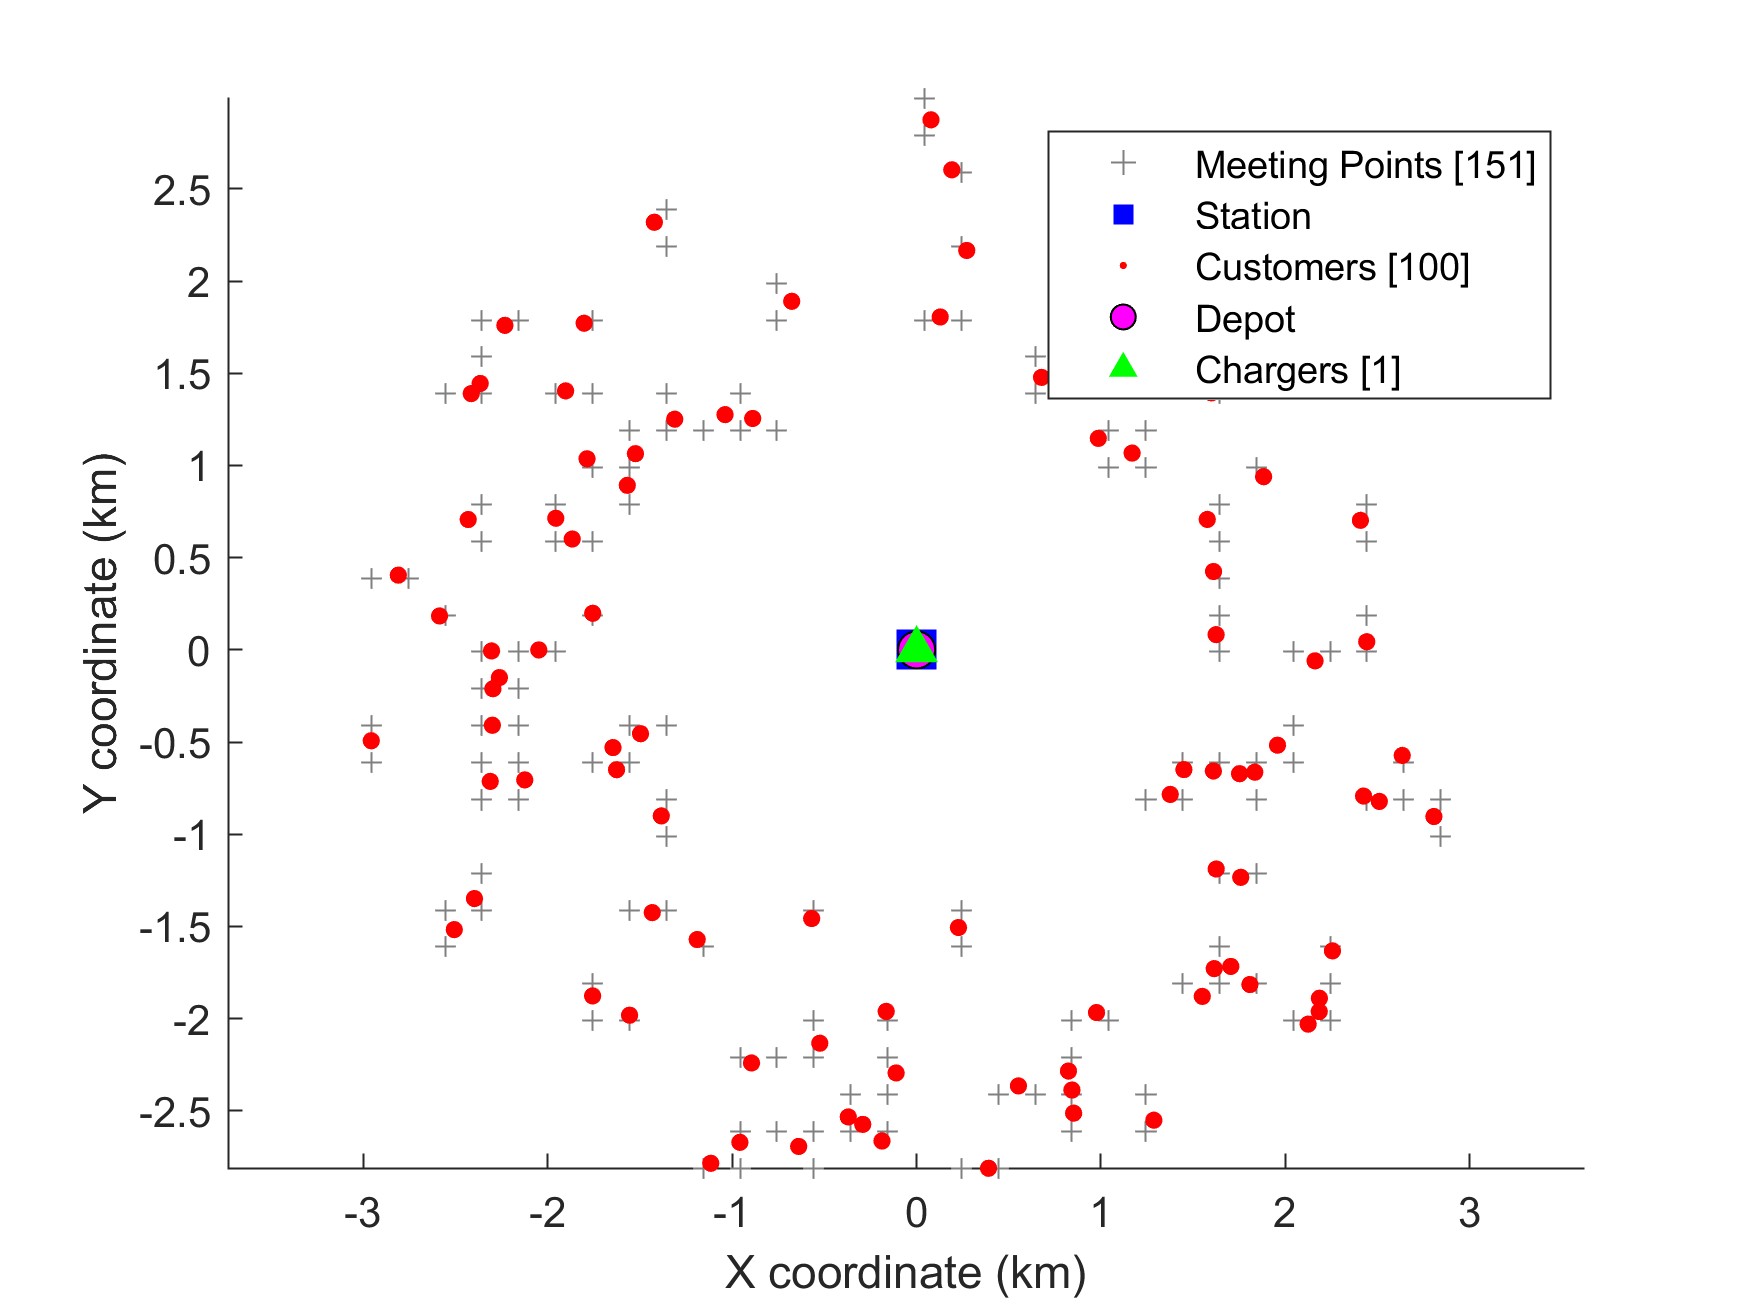 2.5
2
1.5
1
0.5
0
-0.5
-1
-1.5
-2
-2.5
Y coordinate (km)
Meeting Points [151]
Station
Customers [100]
Depot
Chargers [1]
-3 -2 -1 0 1 2 3
X coordinate (km)